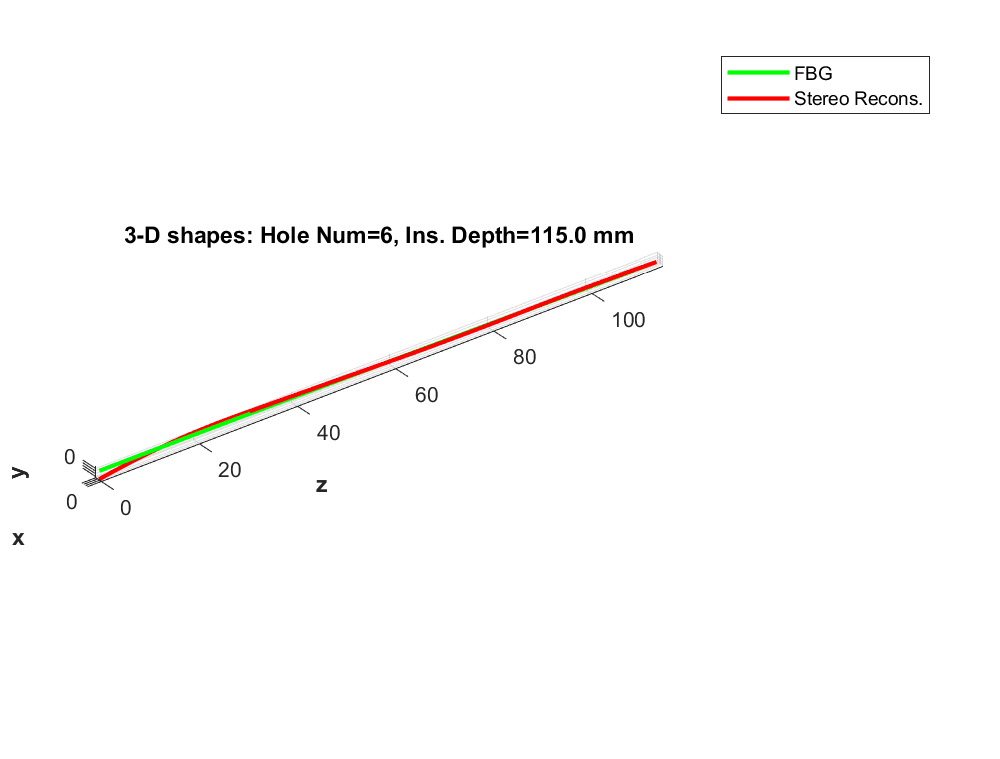 FBG
Stereo Recons.
3-D shapes: Hole Num=6, Ins. Depth=115.0 mm
100
80
60
40
20
0
0
0
z
y
x